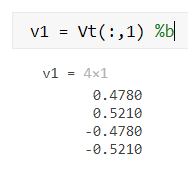 v1 = Vt(:,1) %b
v1 = 4×1
0.4780
0.5210
-0.4780
-0.5210